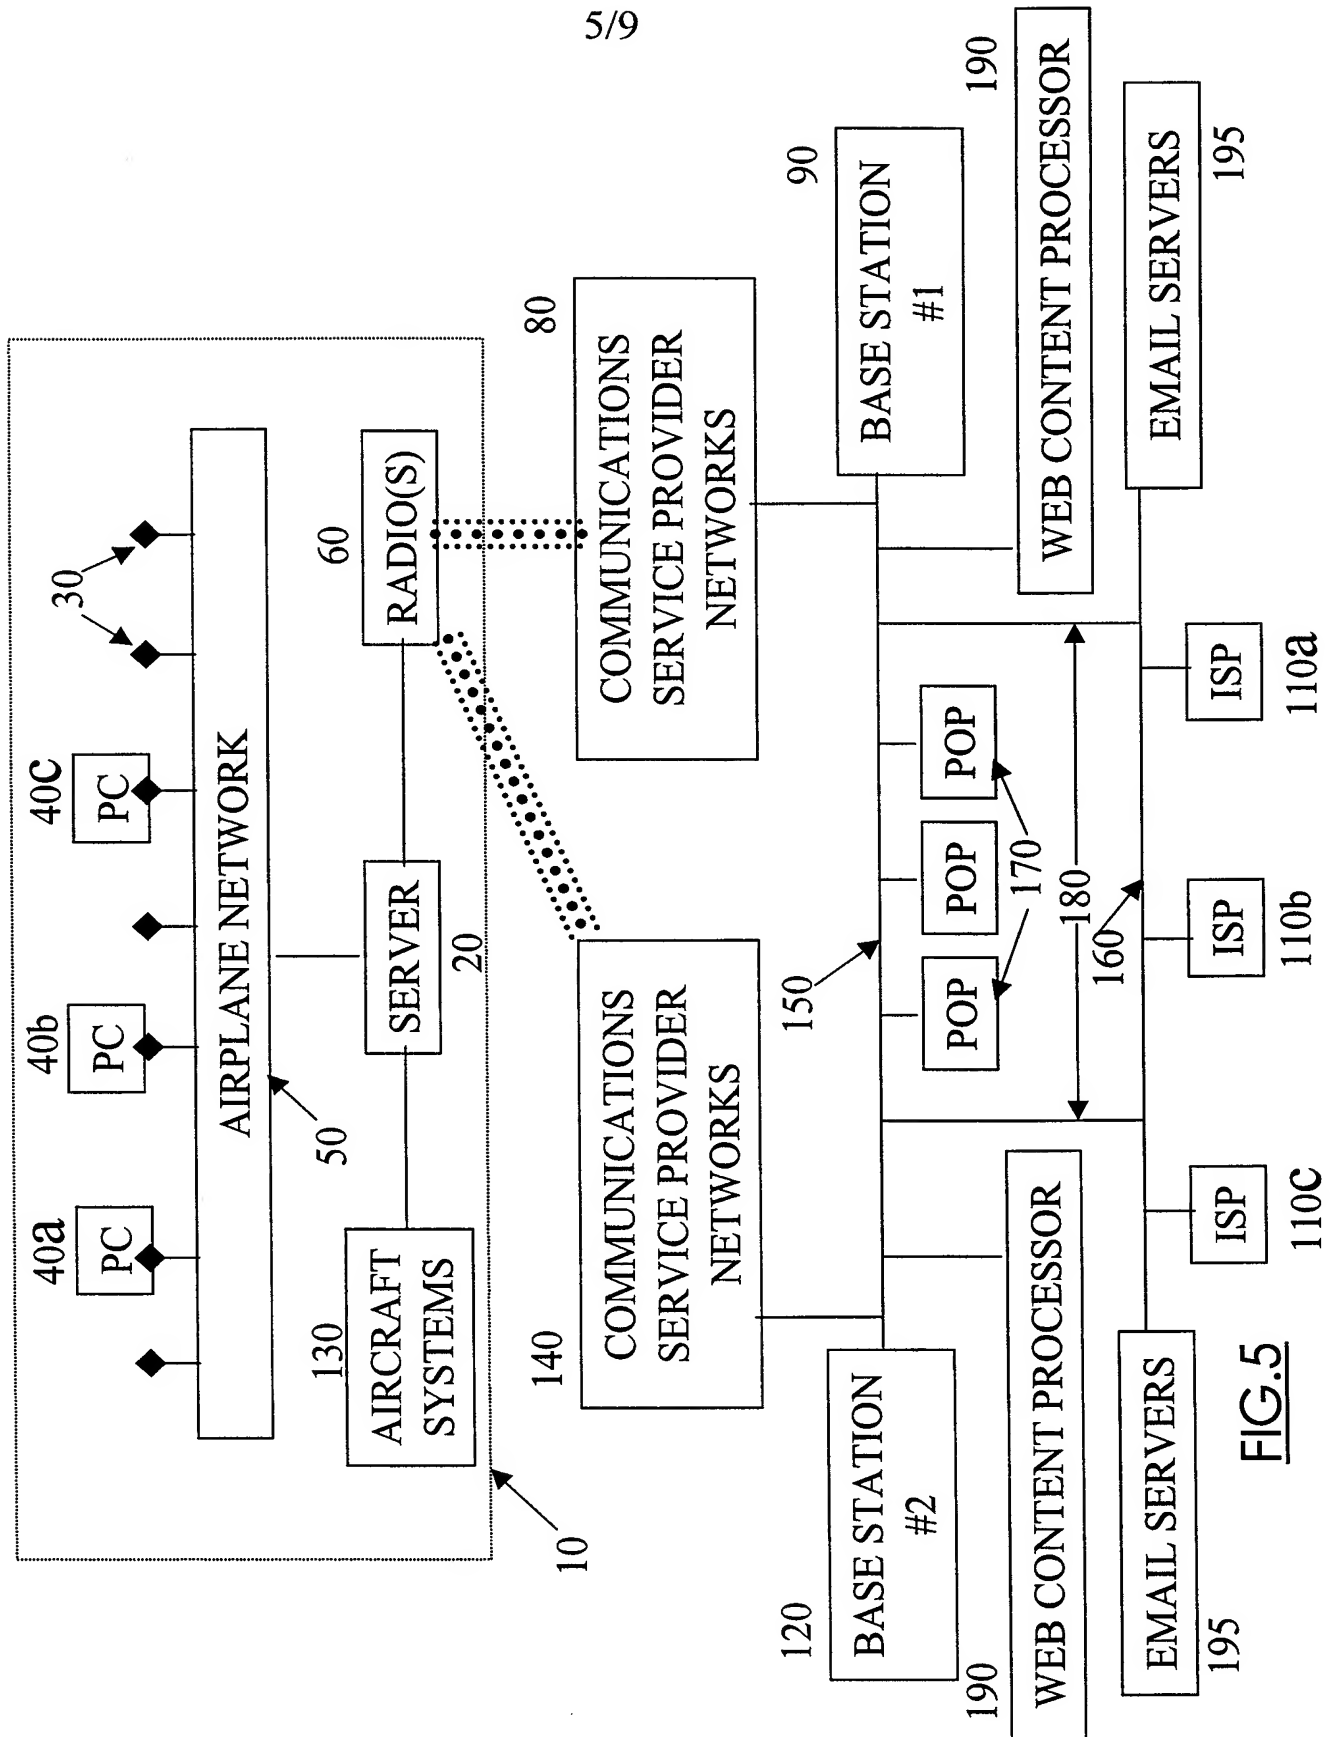 5/9
40a
40b
40c
30
PC
PC
PC
AIRPLANE NETWORK
50
130
AIRCRAFT
SYSTEMS
SERVER
20
60
RADIO(S)
10
140
COMMUNICATIONS
SERVICE PROVIDER
NETWORKS
80
COMMUNICATIONS
SERVICE PROVIDER
NETWORKS
120
BASE STATION
#2
150
90
BASE STATION
#1
POP
POP
POP
170
190
WEB CONTENT PROCESSOR
180
190
WEB CONTENT PROCESSOR
160
EMAIL SERVERS
195
EMAIL SERVERS
195
ISP
110c
ISP
110b
ISP
110a
FIG.5